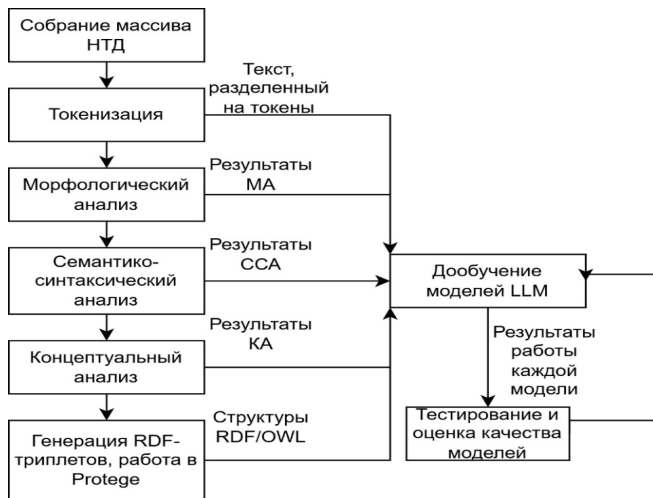 Собрание массива
НТД
Токенизация
Текст,
разделенный
на токены
Морфологический
анализ
Результаты
МА
Семантико-
синтаксический
анализ
Результаты
ССА
Дообучение
моделей LLM
Концептуальный
анализ
Результаты
КА
Результаты
работы
каждой
модели
Генерация RDF-
триплетов, работа в
Protege
Структуры
RDF/OWL
Тестирование и
оценка качества
моделей